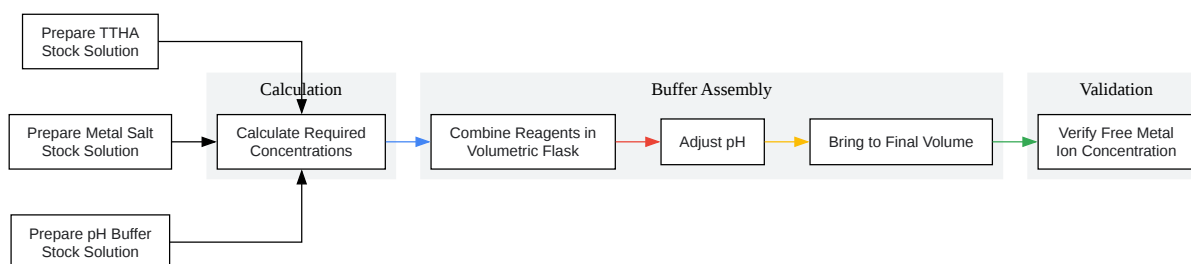 Prepare TTHA
Stock Solution
Calculation
Buffer Assembly
Validation
Prepare Metal Salt
Stock Solution
Calculate Required
Concentrations
Combine Reagents in
Volumetric Flask
Adjust pH
Bring to Final Volume
Verify Free Metal
Ion Concentration
Prepare pH Buffer
Stock Solution